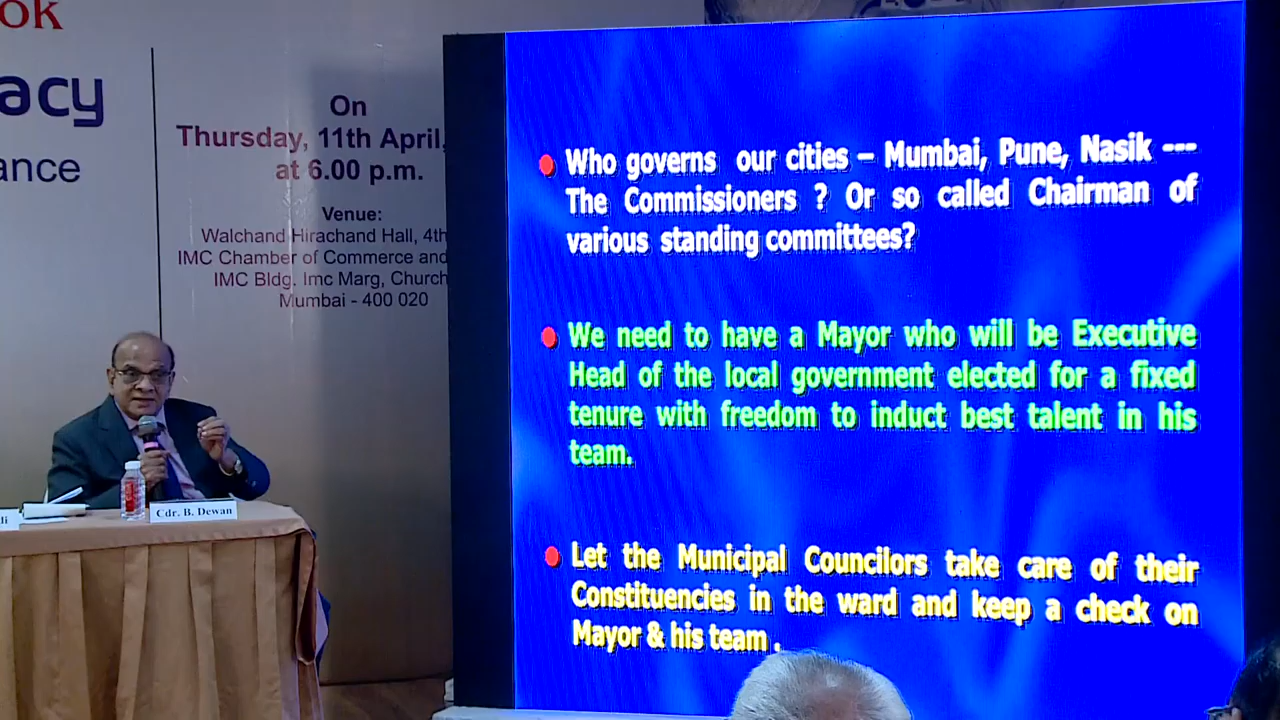 ok
acy
ance
On
Thursday, 11th April,
at 6.00 p.m.
Venue:
Walchand Hirachand Hall, 4th
IMC Chamber of Commerce and
IMC Bldg. Imc Marg, Church
Mumbai - 400 020
li
Cdr. B. Dewan
Who governs our cities – Mumbai, Pune, Nasik ---
The Commissioners ? Or so called Chairman of
various standing committees?
We need to have a Mayor who will be Executive
Head of the local government elected for a fixed
tenure with freedom to induct best talent in his
team.
Let the Municipal Councilors take care of their
Constituencies in the ward and keep a check on
Mayor & his team .